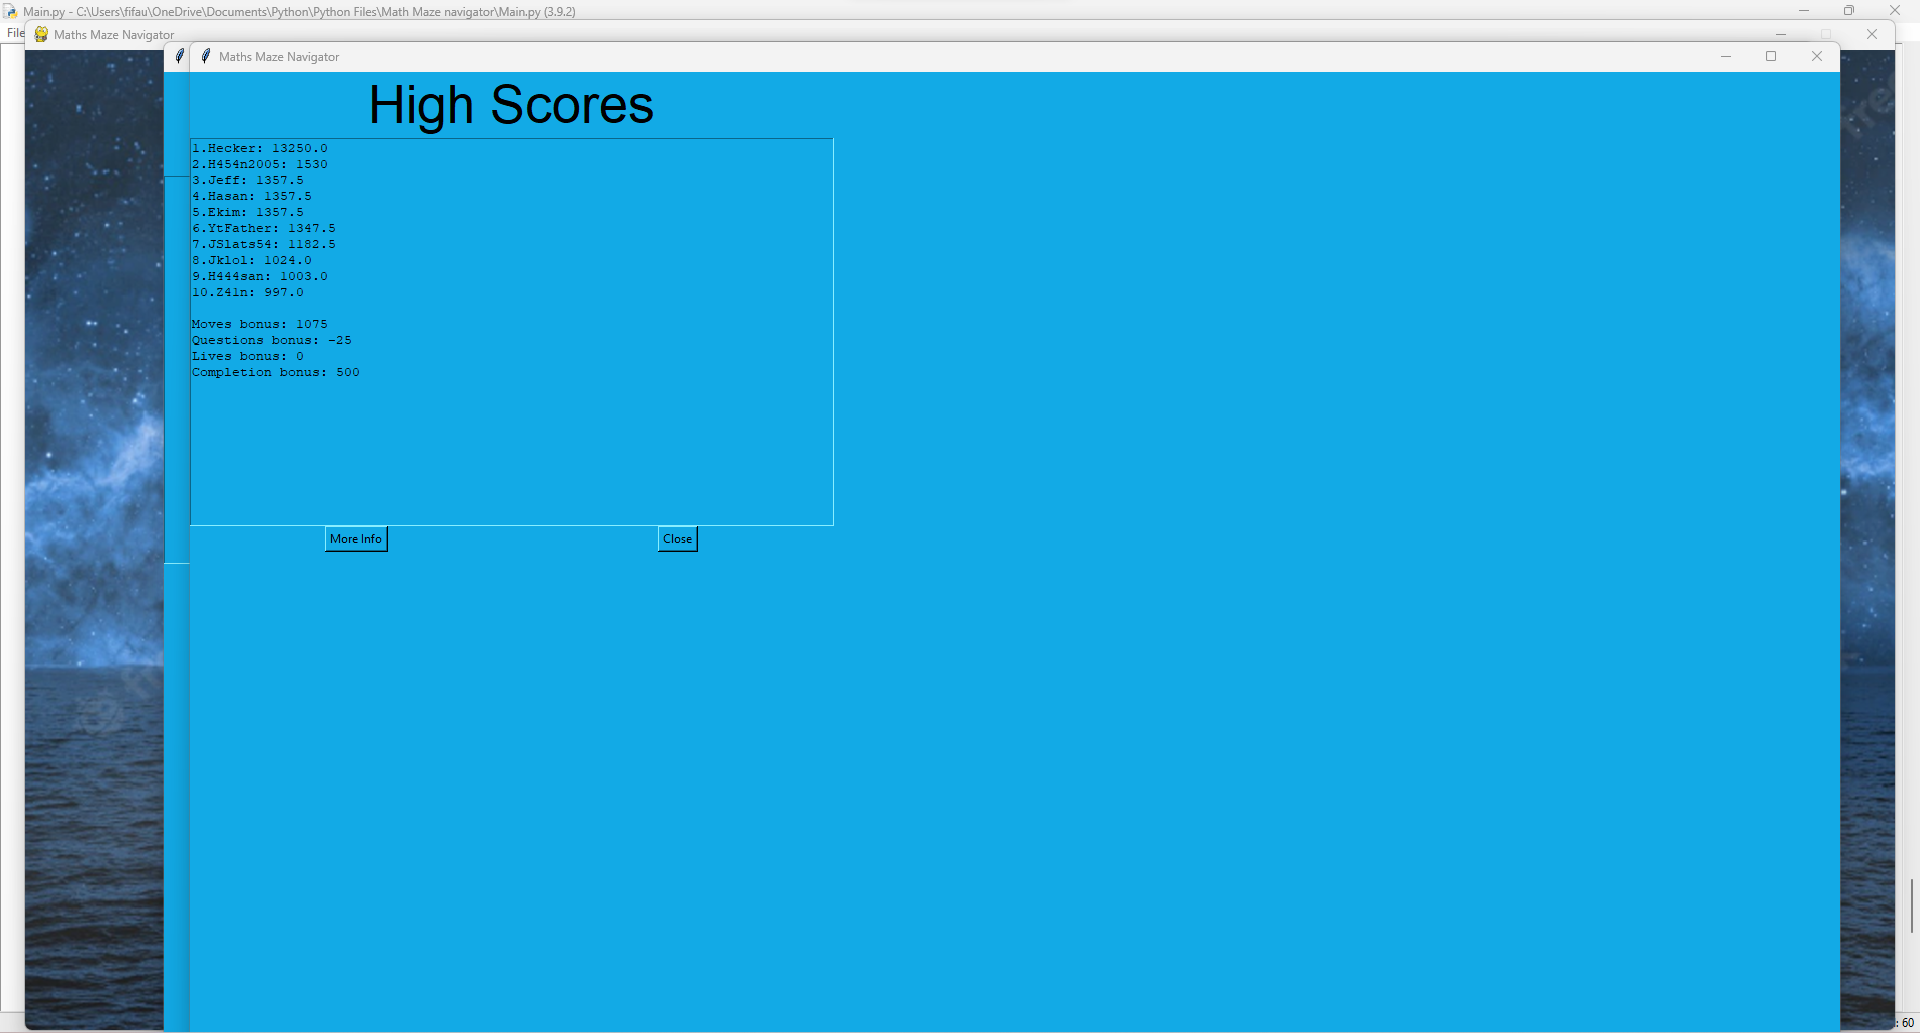 Main.py - C:\Users\fifau\OneDrive\Documents\Python\Python Files\Math Maze navigator\Main.py (3.9.2)
File
Maths Maze Navigator
Maths Maze Navigator
High Scores
1.Hecker: 13250.0
2.H454n2005: 1530
3.Jeff: 1357.5
4.Hasan: 1357.5
5.Ekim: 1357.5
6.YtFather: 1347.5
7.JSlats54: 1182.5
8.Jklol: 1024.0
9.H444san: 1003.0
10.Z41n: 997.0
Moves bonus: 1075
Questions bonus: -25
Lives bonus: 0
Completion bonus: 500
More Info
Close
: 60